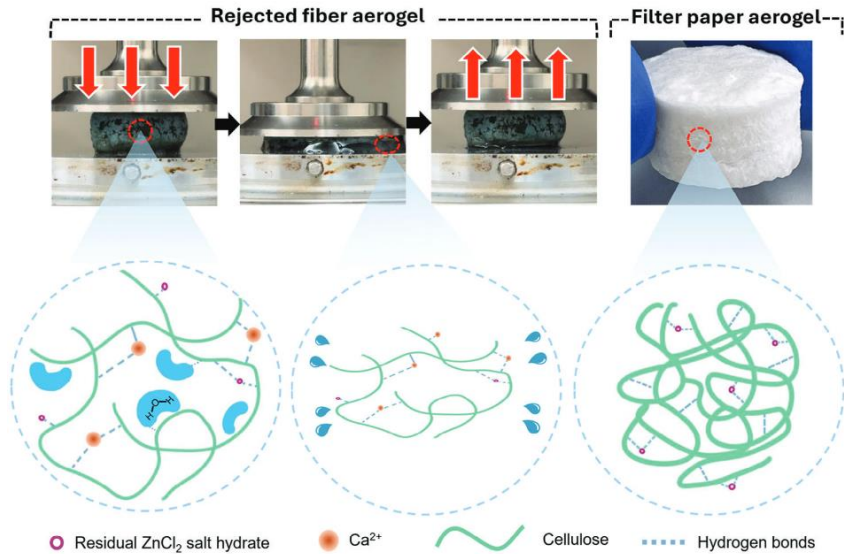 Rejected fiber aerogel
Filter paper aerogel
H O H
Residual ZnCl₂ salt hydrate
Ca²⁺
Cellulose
Hydrogen bonds